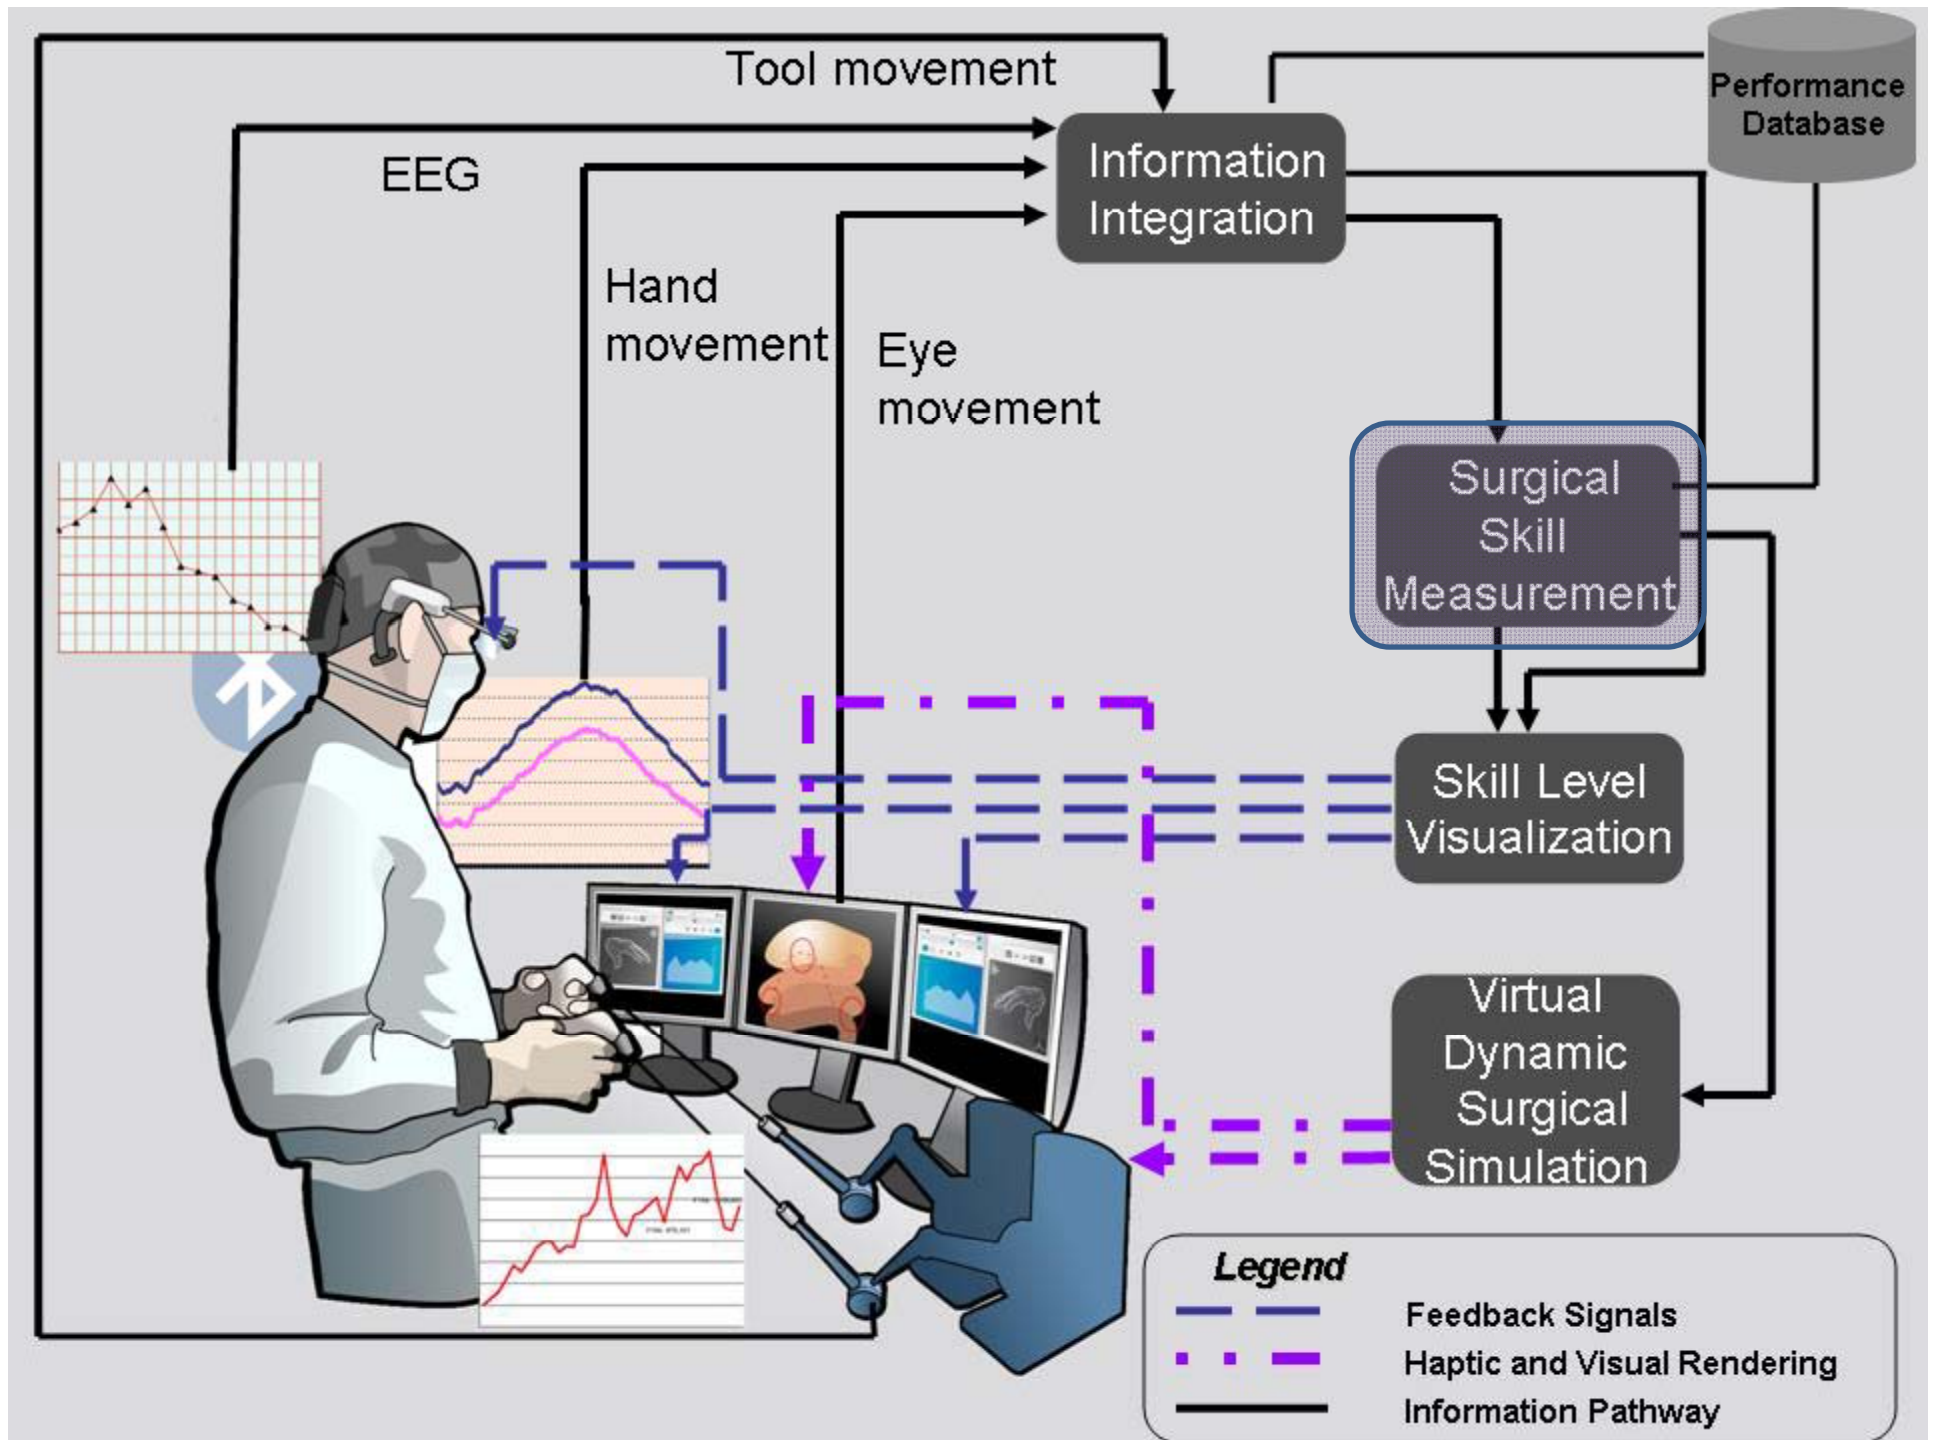 Tool movement
Performance
Database
EEG
Information
Integration
Hand
movement
Eye
movement
Surgical
Skill
Measurement
Skill Level
Visualization
Virtual
Dynamic
Surgical
Simulation
Legend
Feedback Signals
Haptic and Visual Rendering
Information Pathway